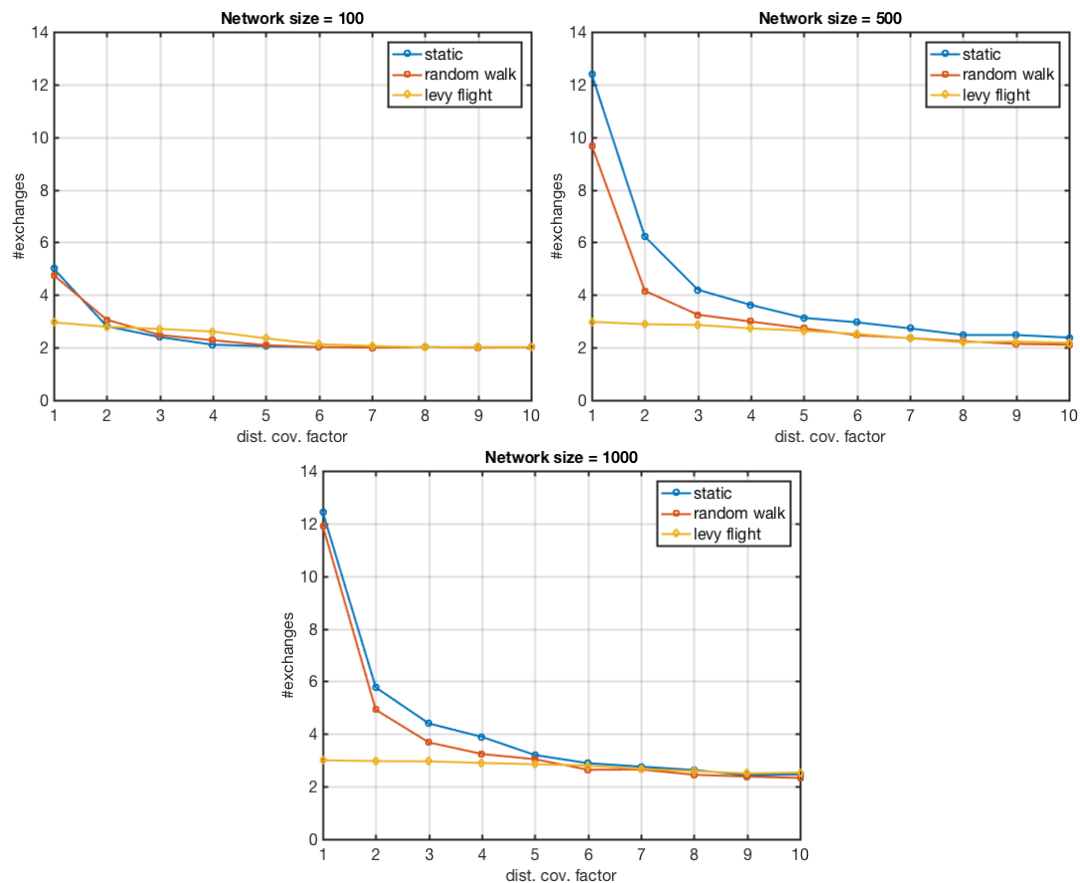 Network size = 100
14
12
10
8
6
4
2
0
#exchanges
static
random walk
levy flight
1 2 3 4 5 6 7 8 9 10
dist. cov. factor
Network size = 500
14
12
10
8
6
4
2
0
#exchanges
static
random walk
levy flight
1 2 3 4 5 6 7 8 9 10
dist. cov. factor
Network size = 1000
14
12
10
8
6
4
2
0
#exchanges
static
random walk
levy flight
1 2 3 4 5 6 7 8 9 10
dist. cov. factor